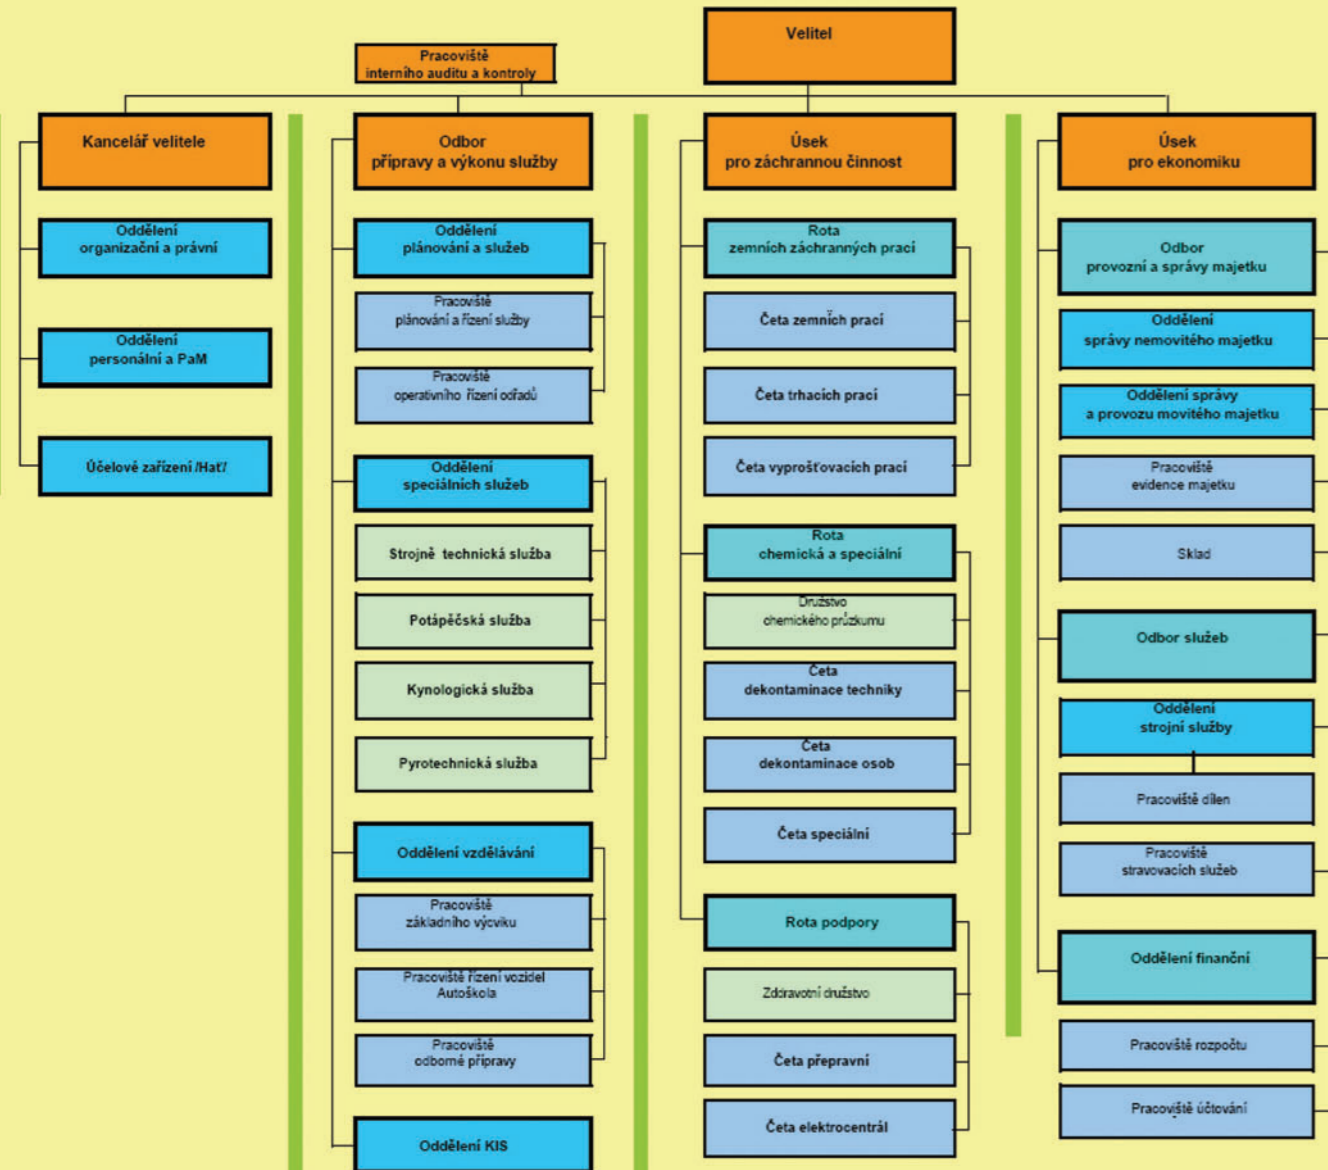 Velitel
Pracoviště
interního auditu a kontroly
Kancelář velitele
Oddělení
organizační a právní
Oddělení
personální a PaM
Účelové zařízení /Hať/
Odbor
přípravy a výkonu služby
Oddělení
plánování a služeb
Pracoviště
plánování a řízení služby
Pracoviště
operativního řízení odřadů
Oddělení
speciálních služeb
Strojně technická služba
Potápěčská služba
Kynologická služba
Pyrotechnická služba
Oddělení vzdělávání
Pracoviště
základního výcviku
Pracoviště řízení vozidel
Autoškola
Pracoviště
odborné přípravy
Oddělení KIS
Úsek
pro záchrannou činnost
Rota
zemních záchranných prací
Četa zemních prací
Četa trhacích prací
Četa vyprošťovacích prací
Rota
chemická a speciální
Družstvo
chemického průzkumu
Četa
dekontaminace techniky
Četa
dekontaminace osob
Četa speciální
Rota podpory
Zdravotní družstvo
Četa přepravní
Četa elektrocentrál
Úsek
pro ekonomiku
Odbor
provozní a správy majetku
Oddělení
správy nemovitého majetku
Oddělení správy
a provozu movitého majetku
Pracoviště
evidence majetku
Sklad
Odbor služeb
Oddělení
strojní služby
Pracoviště dílen
Pracoviště
stravovacích služeb
Oddělení finanční
Pracoviště rozpočtu
Pracoviště účtování